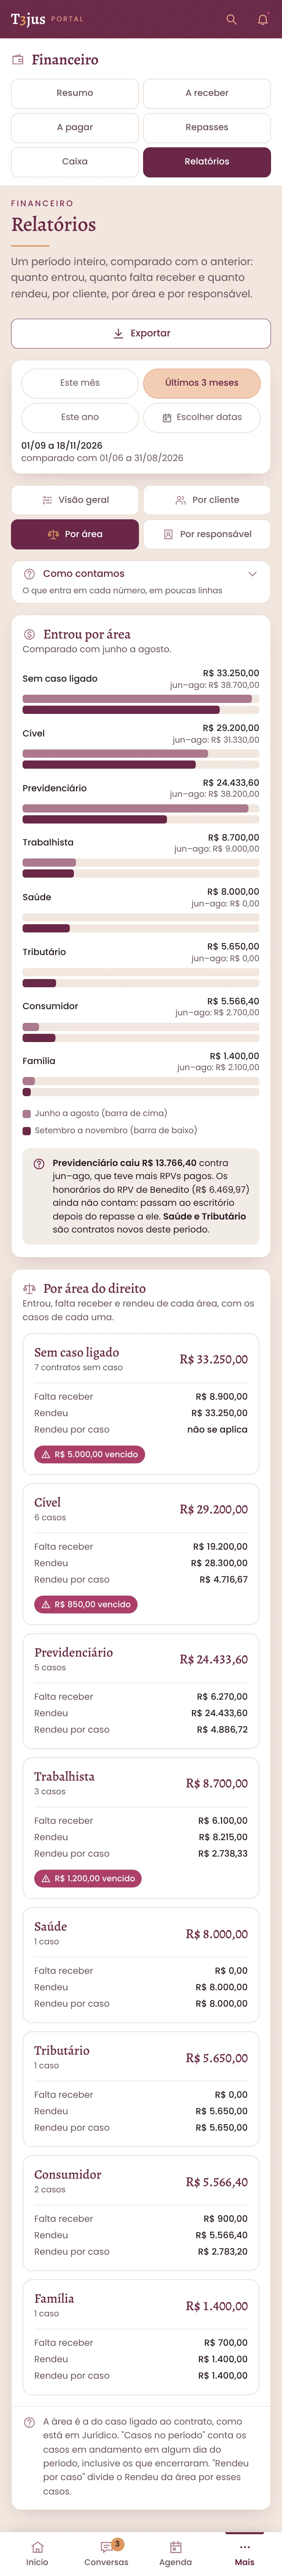 T3jus PORTAL
Financeiro
Resumo
A receber
A pagar
Repasses
Caixa
Relatórios
FINANCEIRO
Relatórios
Um período inteiro, comparado com o anterior:
quanto entrou, quanto falta receber e quanto
rendeu, por cliente, por área e por responsável.
Exportar
Este mês
Últimos 3 meses
Este ano
Escolher datas
01/09 a 18/11/2026
comparado com 01/06 a 31/08/2026
Visão geral
Por cliente
Por área
Por responsável
Como contamos
O que entra em cada número, em poucas linhas
Entrou por área
Comparado com junho a agosto.
Sem caso ligado
R$ 33.250,00
jun–ago: R$ 38.700,00
Cível
R$ 29.200,00
jun–ago: R$ 31.330,00
Previdenciário
R$ 24.433,60
jun–ago: R$ 38.200,00
Trabalhista
R$ 8.700,00
jun–ago: R$ 9.000,00
Saúde
R$ 8.000,00
jun–ago: R$ 0,00
Tributário
R$ 5.650,00
jun–ago: R$ 0,00
Consumidor
R$ 5.566,40
jun–ago: R$ 2.700,00
Família
R$ 1.400,00
jun–ago: R$ 2.100,00
Junho a agosto (barra de cima)
Setembro a novembro (barra de baixo)
Previdenciário caiu R$ 13.766,40 contra
jun–ago, que teve mais RPVs pagos. Os
honorários do RPV de Benedito (R$ 6.469,97)
ainda não contam: passam ao escritório
depois do repasse a ele. Saúde e Tributário
são contratos novos deste período.
Por área do direito
Entrou, falta receber e rendeu de cada área, com os
casos de cada uma.
Sem caso ligado
7 contratos sem caso
R$ 33.250,00
Falta receber
R$ 8.900,00
Rendeu
R$ 33.250,00
Rendeu por caso
não se aplica
R$ 5.000,00 vencido
Cível
6 casos
R$ 29.200,00
Falta receber
R$ 19.200,00
Rendeu
R$ 28.300,00
Rendeu por caso
R$ 4.716,67
R$ 850,00 vencido
Previdenciário
5 casos
R$ 24.433,60
Falta receber
R$ 6.270,00
Rendeu
R$ 24.433,60
Rendeu por caso
R$ 4.886,72
Trabalhista
3 casos
R$ 8.700,00
Falta receber
R$ 6.100,00
Rendeu
R$ 8.215,00
Rendeu por caso
R$ 2.738,33
R$ 1.200,00 vencido
Saúde
1 caso
R$ 8.000,00
Falta receber
R$ 0,00
Rendeu
R$ 8.000,00
Rendeu por caso
R$ 8.000,00
Tributário
1 caso
R$ 5.650,00
Falta receber
R$ 0,00
Rendeu
R$ 5.650,00
Rendeu por caso
R$ 5.650,00
Consumidor
2 casos
R$ 5.566,40
Falta receber
R$ 900,00
Rendeu
R$ 5.566,40
Rendeu por caso
R$ 2.783,20
Família
1 caso
R$ 1.400,00
Falta receber
R$ 700,00
Rendeu
R$ 1.400,00
Rendeu por caso
R$ 1.400,00
A área é a do caso ligado ao contrato, como
está em Jurídico. "Casos no período" conta os
casos em andamento em algum dia do
período, inclusive os que encerraram. "Rendeu
por caso" divide o Rendeu da área por esses
casos.
3
Início
Conversas
Agenda
Mais